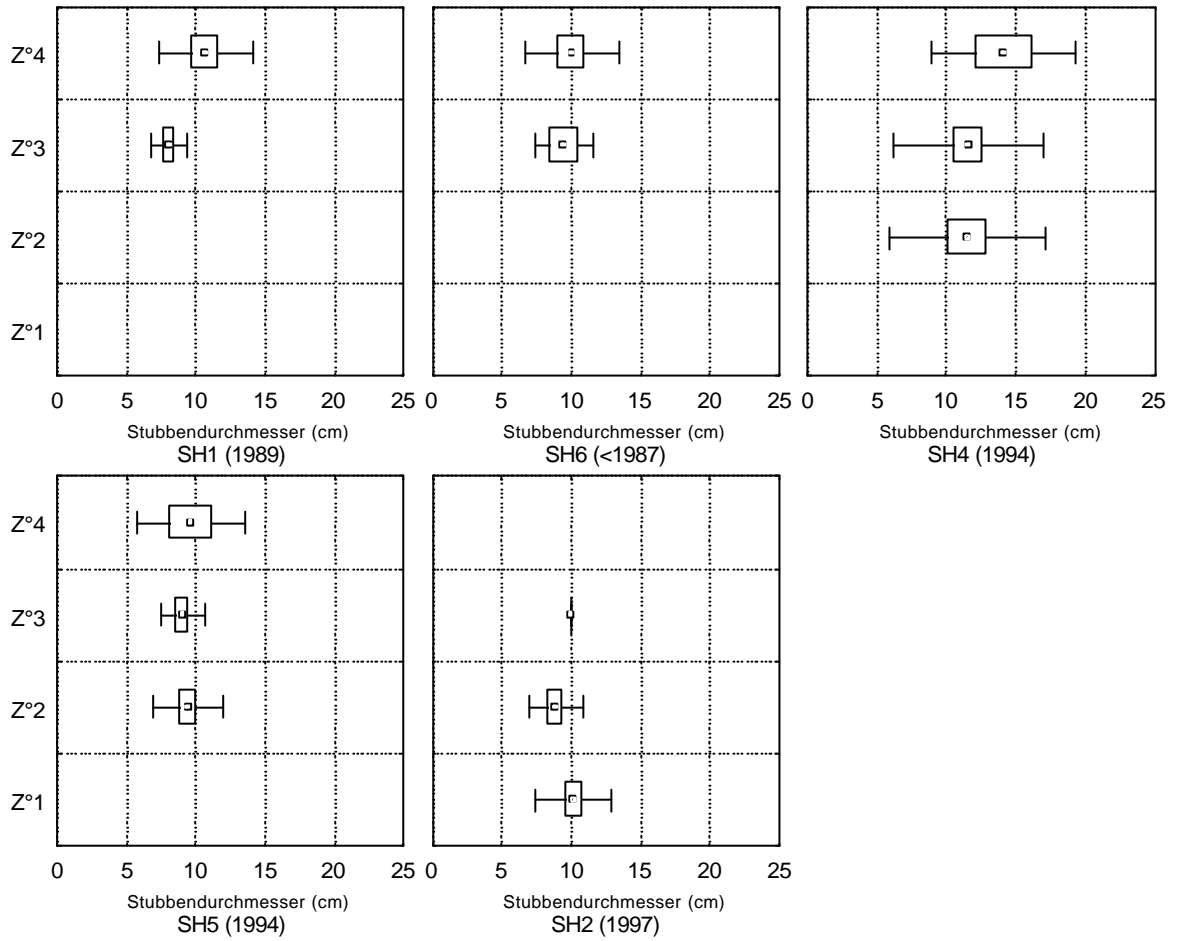 Z°4
Z°3
Z°2
Z°1
0 5 10 15 20 25 0 5 10 15 20 25 0 5 10 15 20 25
Stubbendurchmesser (cm) Stubbendurchmesser (cm) Stubbendurchmesser (cm)
SH1 (1989) SH6 (<1987) SH4 (1994)
Z°4
Z°3
Z°2
Z°1
0 5 10 15 20 25 0 5 10 15 20 25
Stubbendurchmesser (cm) Stubbendurchmesser (cm)
SH5 (1994) SH2 (1997)